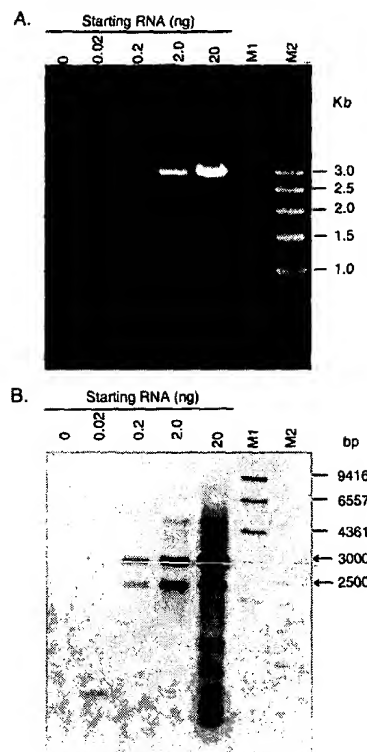 A.
Starting RNA (ng)
0 0.02 0.2 2.0 20 M1 M2
Kb
3.0
2.5
2.0
1.5
1.0
B.
Starting RNA (ng)
0 0.02 0.2 2.0 20 M1 M2
bp
9416
6557
4361
3000
2500